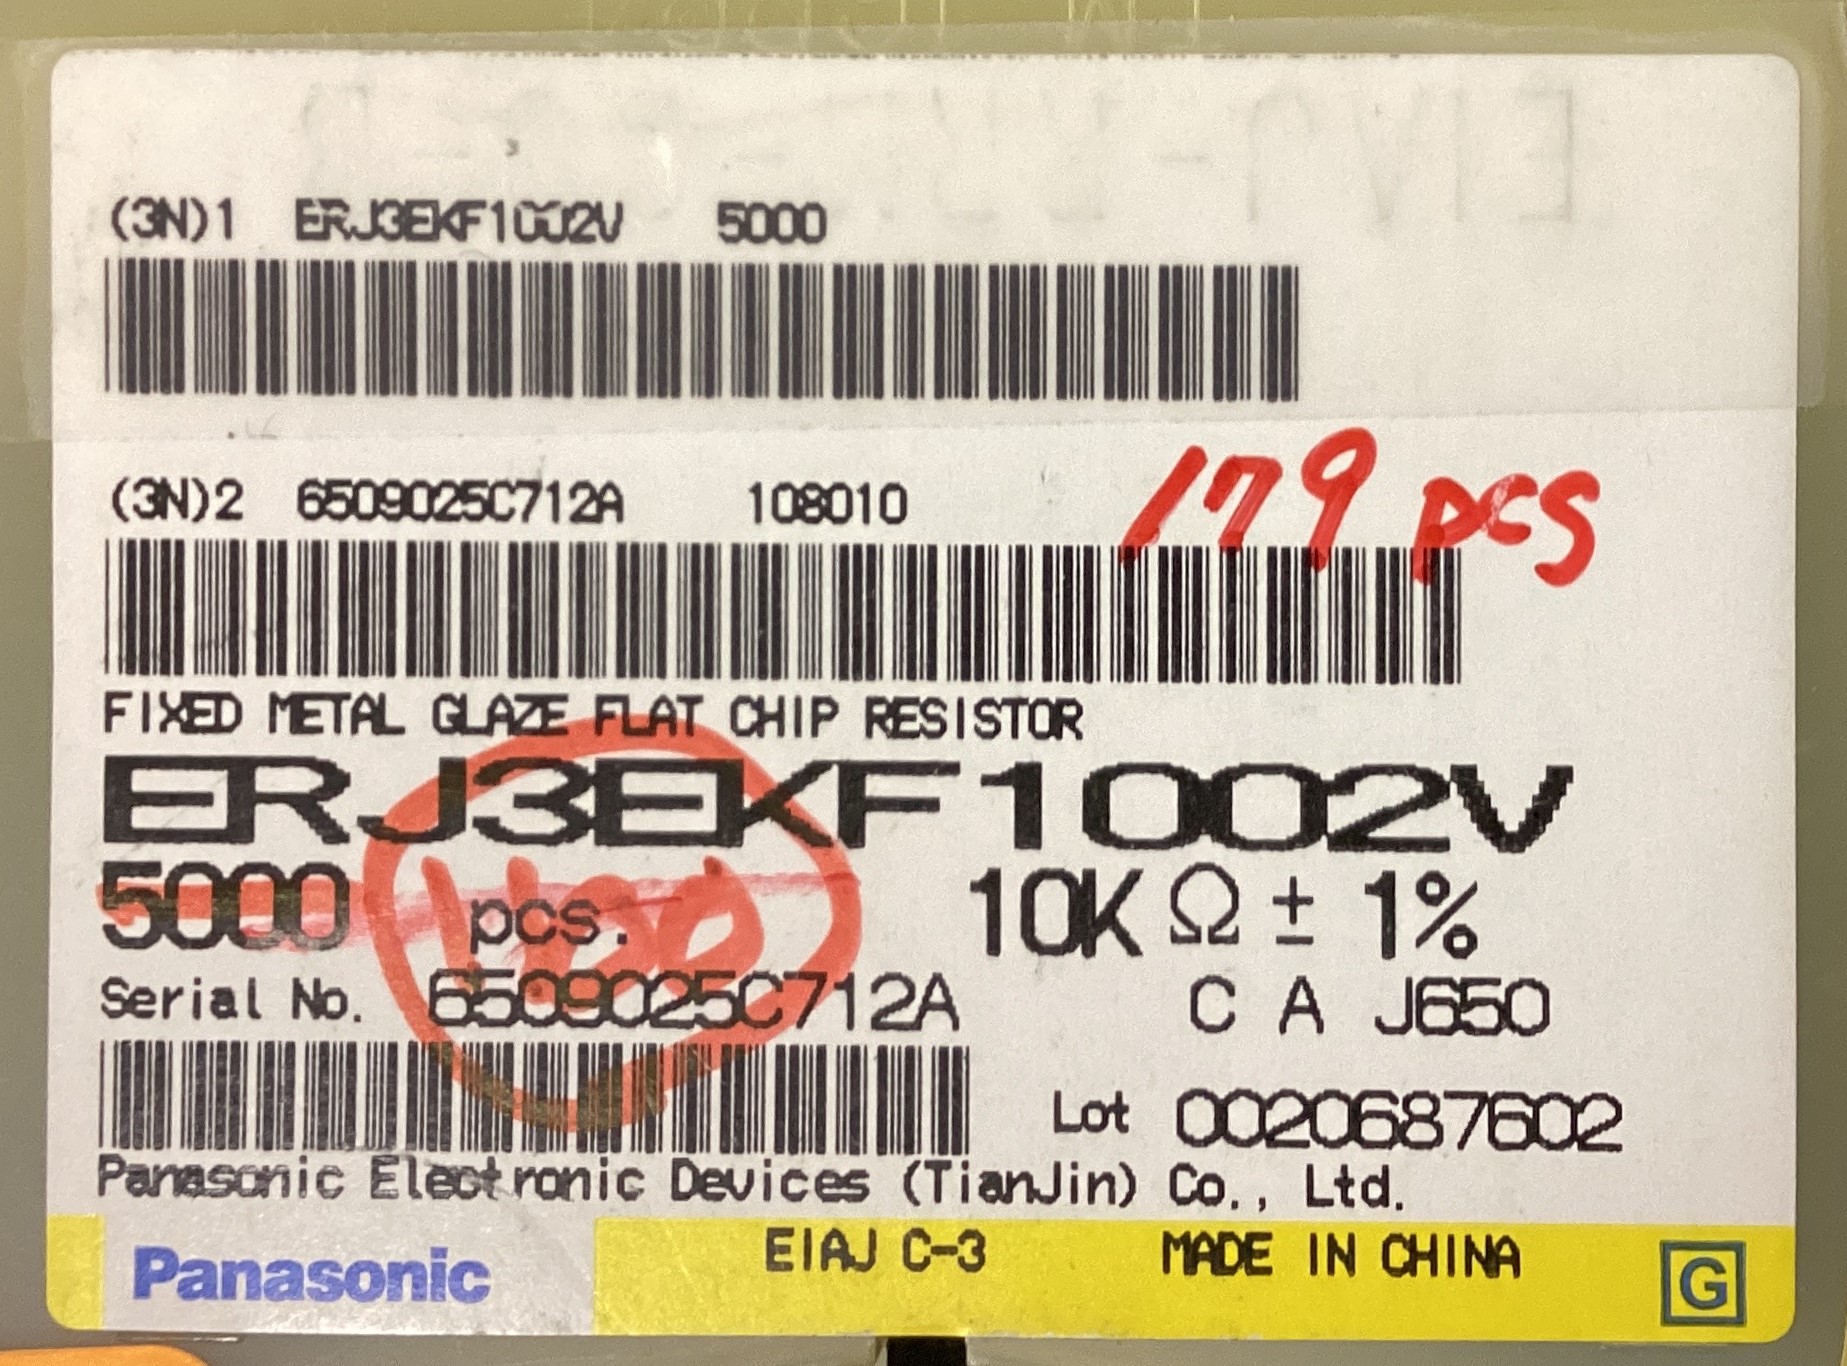 (3N)1 ERJ3EKF1002V 5000
(3N)2 6509025C712A 108010
179 pcs
FIXED METAL GLAZE FLAT CHIP RESISTOR
ERJ3EKF1002V
5000 pcs. 10KΩ ± 1%
Serial No. 6509025C712A C A J650
Lot 0020687602
Panasonic Electronic Devices (TianJin) Co., Ltd.
Panasonic EIAJ C-3 MADE IN CHINA G